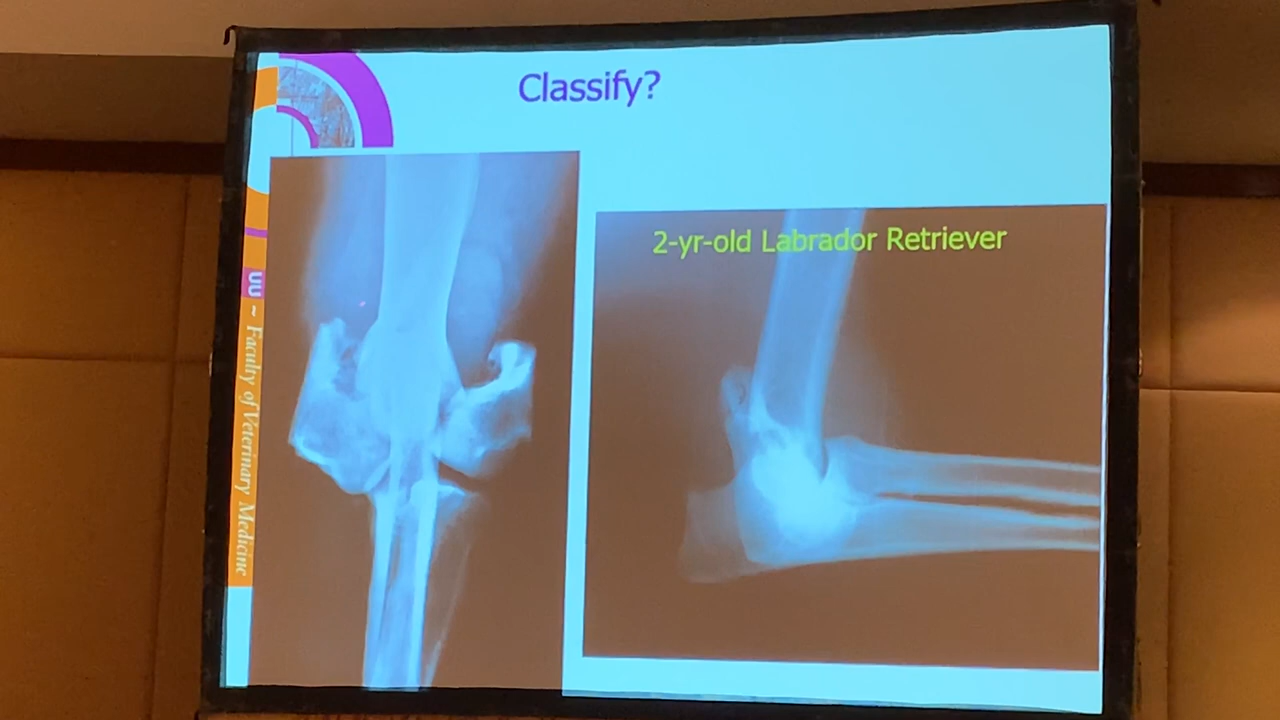 Classify?
2-yr-old Labrador Retriever
UU ~ Faculty of Veterinary Medicine